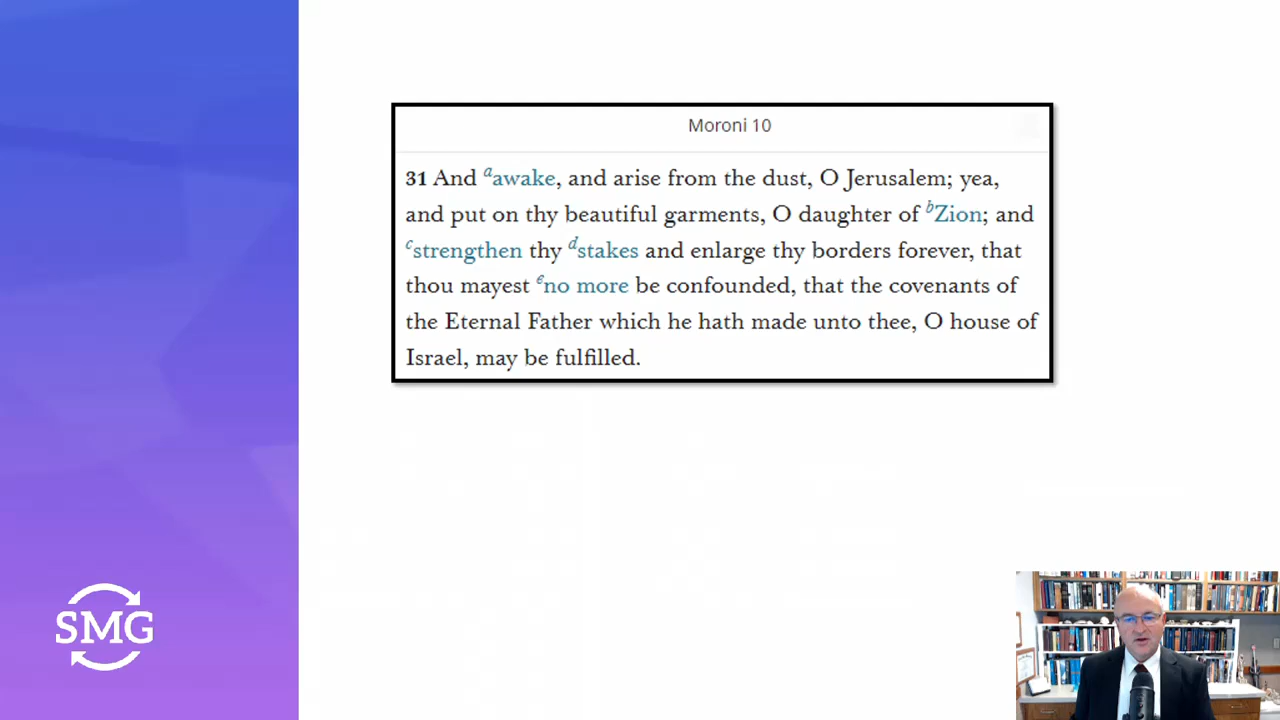 Moroni 10
31 And ᵃawake, and arise from the dust, O Jerusalem; yea,
and put on thy beautiful garments, O daughter of ᵇZion; and
ᶜstrengthen thy ᵈstakes and enlarge thy borders forever, that
thou mayest ᵉno more be confounded, that the covenants of
the Eternal Father which he hath made unto thee, O house of
Israel, may be fulfilled.
SMG